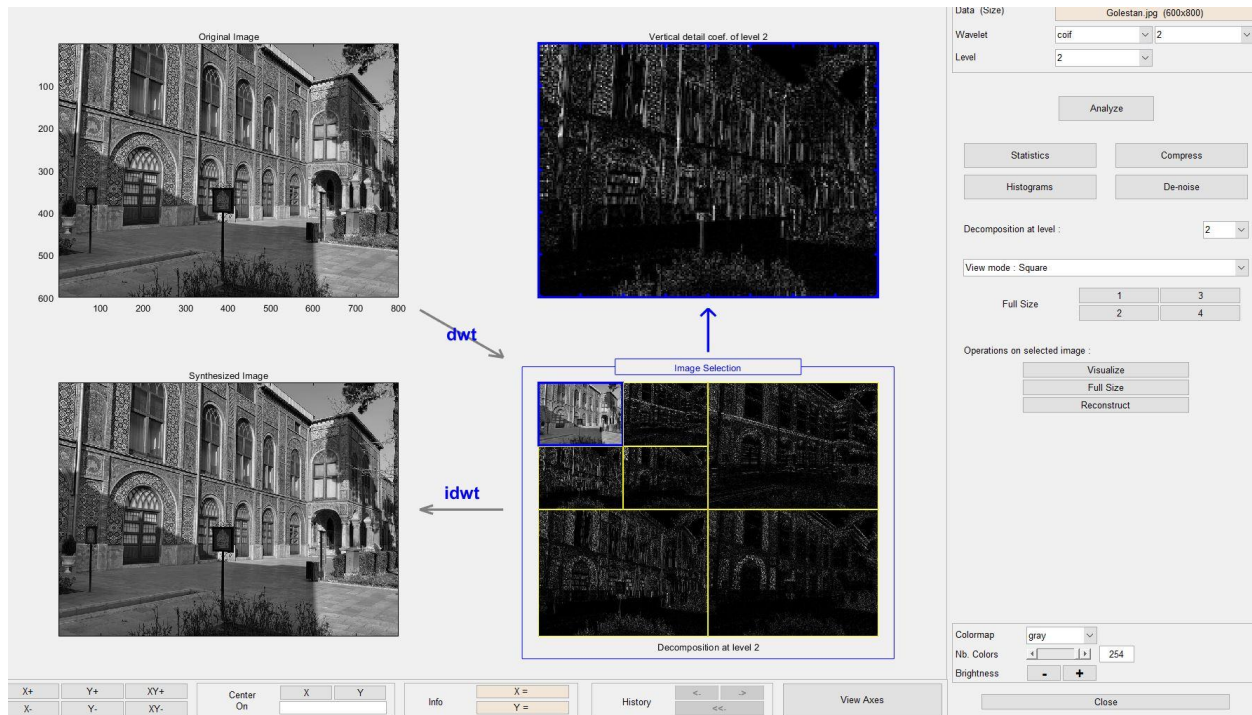 Original Image
100
200
300
400
500
600
100 200 300 400 500 600 700 800
Vertical detail coef. of level 2
dwt
Synthesized Image
idwt
Image Selection
Decomposition at level 2
Data (Size) Golestan.jpg (600x800)
Wavelet coif 2
Level 2
Analyze
Statistics Compress
Histograms De-noise
Decomposition at level : 2
View mode : Square
Full Size 1 3
2 4
Operations on selected image :
Visualize
Full Size
Reconstruct
Colormap gray
Nb. Colors 254
Brightness - +
X+ Y+ XY+
X- Y- XY-
Center On X Y
Info X =
Y =
History <- ->
<<-
View Axes
Close